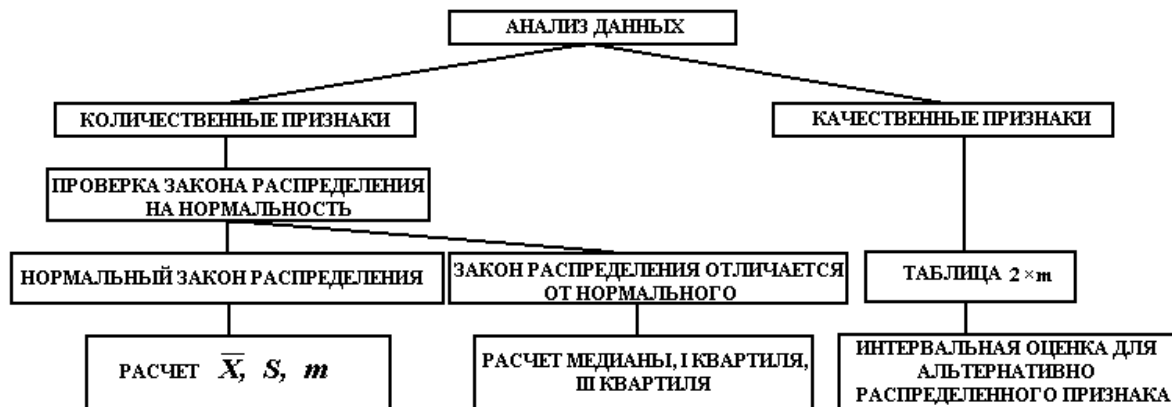 АНАЛИЗ ДАННЫХ
КОЛИЧЕСТВЕННЫЕ ПРИЗНАКИ
КАЧЕСТВЕННЫЕ ПРИЗНАКИ
ПРОВЕРКА ЗАКОНА РАСПРЕДЕЛЕНИЯ
НА НОРМАЛЬНОСТЬ
НОРМАЛЬНЫЙ ЗАКОН РАСПРЕДЕЛЕНИЯ
ЗАКОН РАСПРЕДЕЛЕНИЯ ОТЛИЧАЕТСЯ
ОТ НОРМАЛЬНОГО
ТАБЛИЦА 2×m
РАСЧЕТ X̅, S, m
РАСЧЕТ МЕДИАНЫ, I КВАРТИЛЯ,
III КВАРТИЛЯ
ИНТЕРВАЛЬНАЯ ОЦЕНКА ДЛЯ
АЛЬТЕРНАТИВНО
РАСПРЕДЕЛЕННОГО ПРИЗНАКА